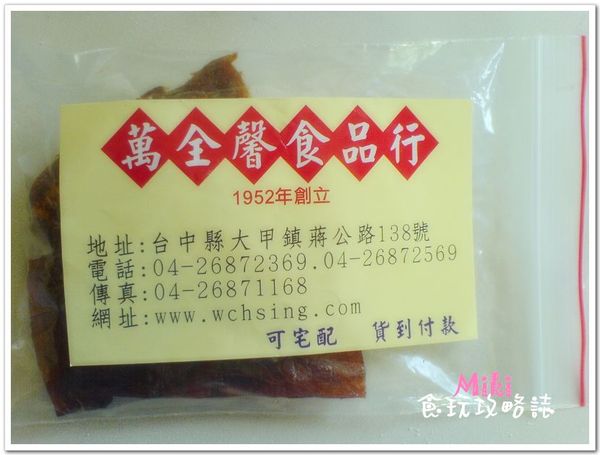 萬全馨食品行
1952年創立
地址:台中縣大甲鎮蔣公路138號
電話:04-26872369.04-26872569
傳真:04-26871168
網址:www.wchsing.com
可宅配 貨到付款
Miki
食玩攻略誌